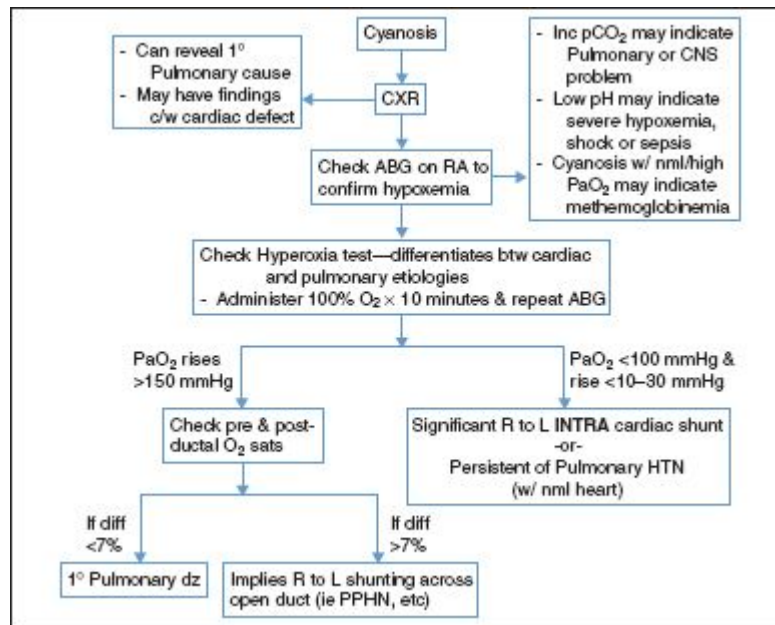 Cyanosis
- Can reveal 1°
Pulmonary cause
- May have findings
c/w cardiac defect
CXR
- Inc pCO₂ may indicate
Pulmonary or CNS
problem
- Low pH may indicate
severe hypoxemia,
shock or sepsis
- Cyanosis w/ nml/high
PaO₂ may indicate
methemoglobinemia
Check ABG on RA to
confirm hypoxemia
Check Hyperoxia test—differentiates btw cardiac
and pulmonary etiologies
- Administer 100% O₂ × 10 minutes & repeat ABG
PaO₂ rises
>150 mmHg
PaO₂ <100 mmHg &
rise <10–30 mmHg
Check pre & post-
ductal O₂ sats
Significant R to L INTRA cardiac shunt
-or-
Persistent of Pulmonary HTN
(w/ nml heart)
If diff
<7%
If diff
>7%
1° Pulmonary dz
Implies R to L shunting across
open duct (ie PPHN, etc)